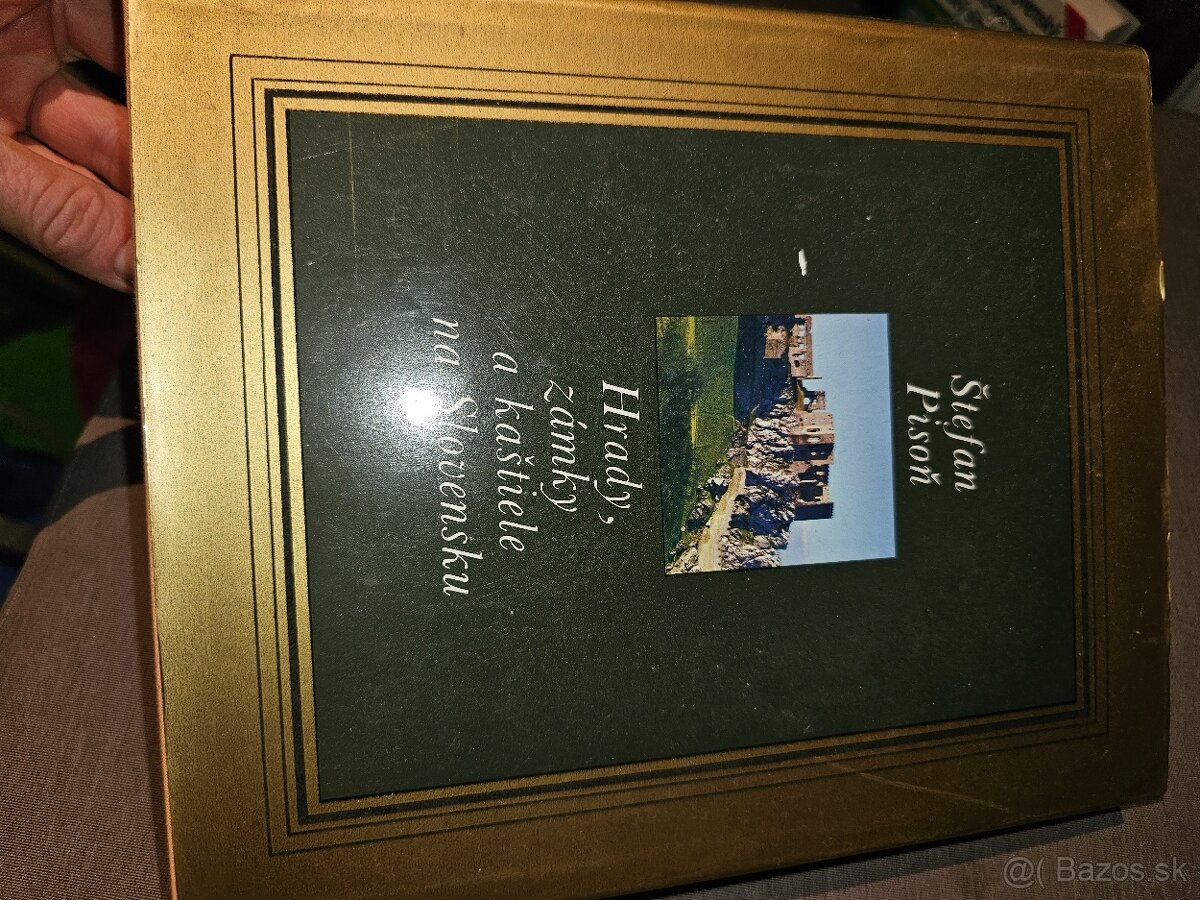 Štefan
Pisoň
Hrady,
zámky
a kaštiele
na Slovensku
@( Bazos.sk